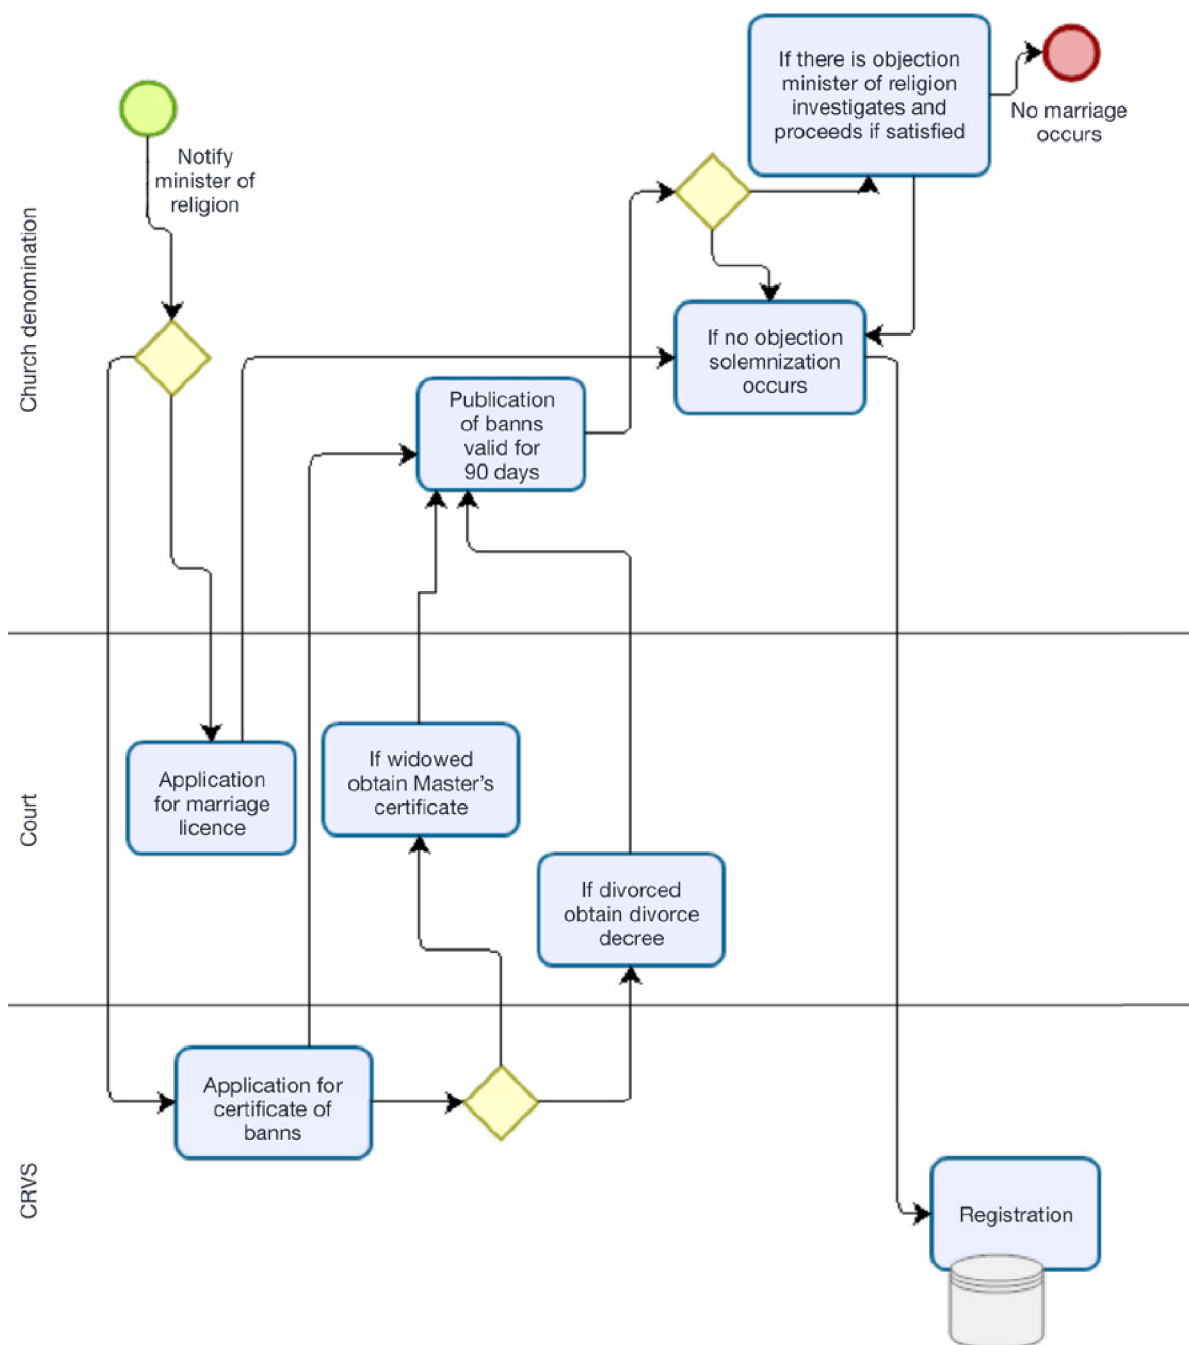 If there is objection
minister of religion
investigates and
proceeds if satisfied
No marriage
occurs
Notify
minister of
religion
Church denomination
If no objection
solemnization
occurs
Publication
of banns
valid for
90 days
Court
Application
for marriage
licence
If widowed
obtain Master’s
certificate
If divorced
obtain divorce
decree
CRVS
Application for
certificate of
banns
Registration